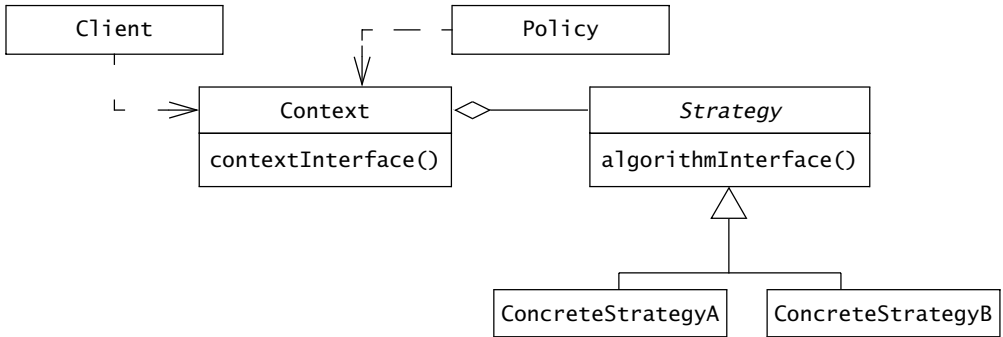 Client
Policy
Context
Strategy
contextInterface()
algorithmInterface()
ConcreteStrategyA
ConcreteStrategyB